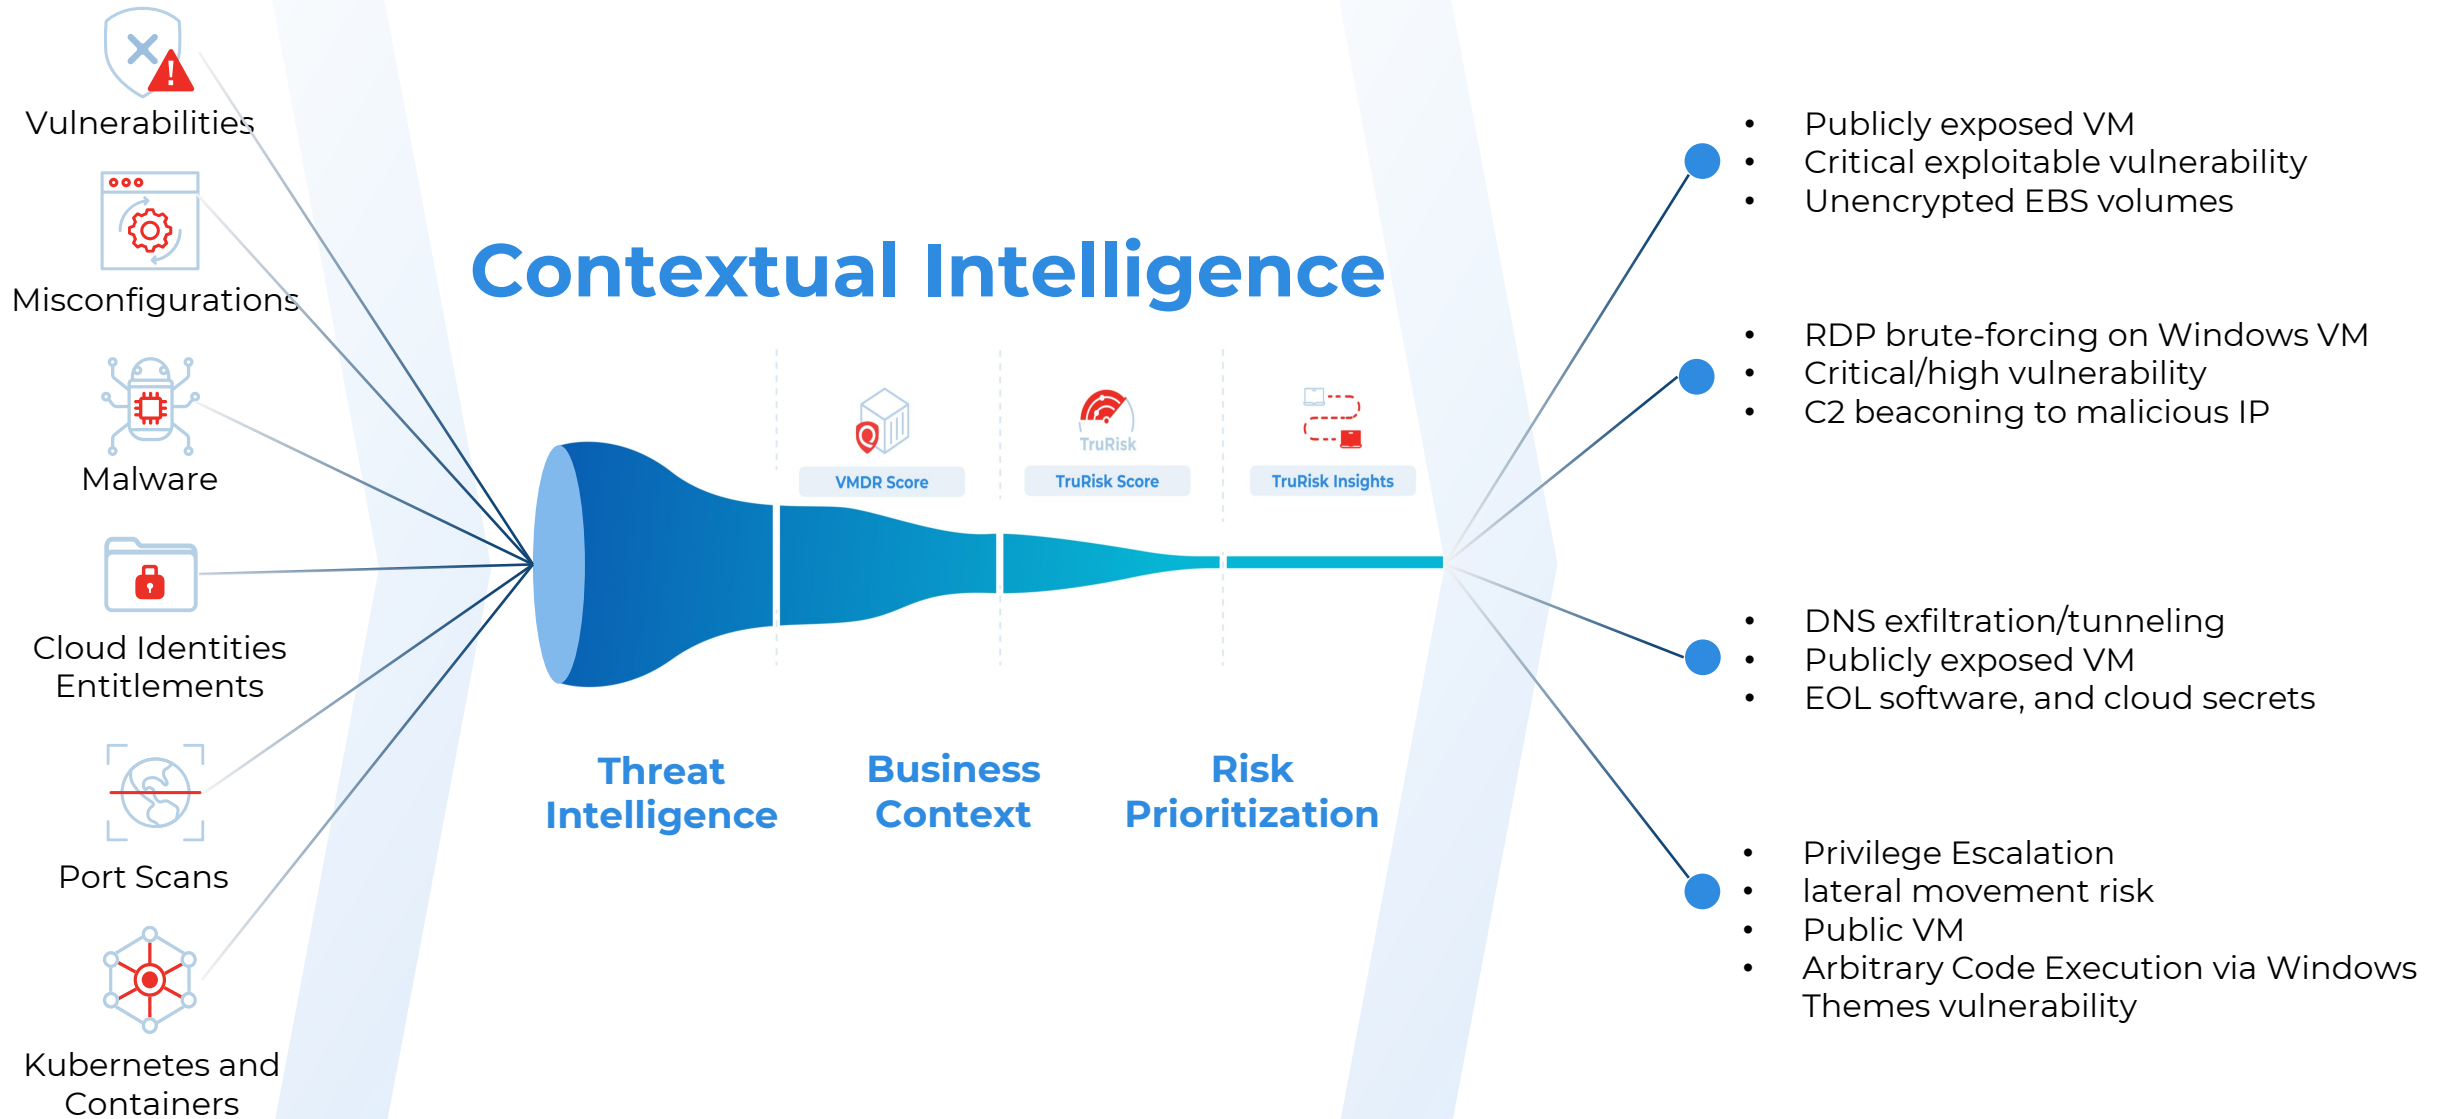 Vulnerabilities
Misconfigurations
Malware
Cloud Identities
Entitlements
Port Scans
Kubernetes and
Containers
Contextual Intelligence
TruRisk
VMDR Score
TruRisk Score
TruRisk Insights
Threat
Intelligence
Business
Context
Risk
Prioritization
• Publicly exposed VM
• Critical exploitable vulnerability
• Unencrypted EBS volumes
• RDP brute-forcing on Windows VM
• Critical/high vulnerability
• C2 beaconing to malicious IP
• DNS exfiltration/tunneling
• Publicly exposed VM
• EOL software, and cloud secrets
• Privilege Escalation
• lateral movement risk
• Public VM
• Arbitrary Code Execution via Windows
Themes vulnerability